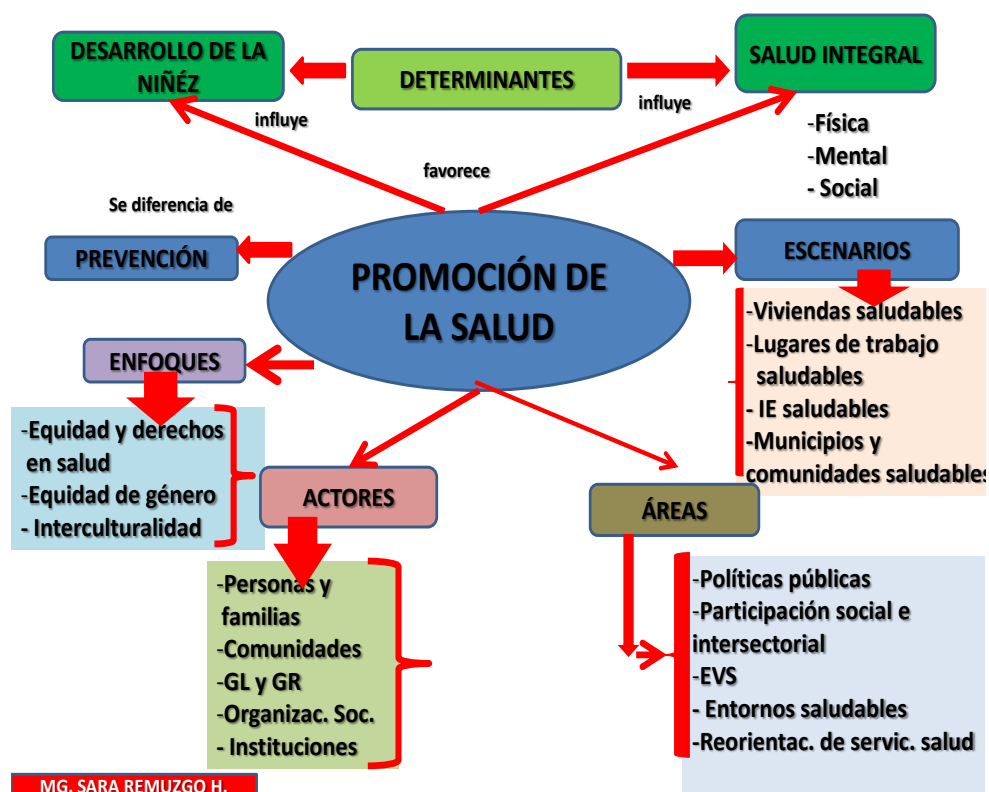 DESARROLLO DE LA
NIÑÉZ
DETERMINANTES
SALUD INTEGRAL
influye
influye
-Física
-Mental
- Social
favorece
Se diferencia de
PREVENCIÓN
PROMOCIÓN DE
LA SALUD
ESCENARIOS
-Viviendas saludables
-Lugares de trabajo
saludables
- IE saludables
-Municipios y
comunidades saludables
ENFOQUES
-Equidad y derechos
en salud
-Equidad de género
- Interculturalidad
ACTORES
-Personas y
familias
-Comunidades
-GL y GR
-Organizac. Soc.
- Instituciones
ÁREAS
-Políticas públicas
-Participación social e
intersectorial
-EVS
- Entornos saludables
-Reorientac. de servic. salud
MG. SARA REMUZGO H.